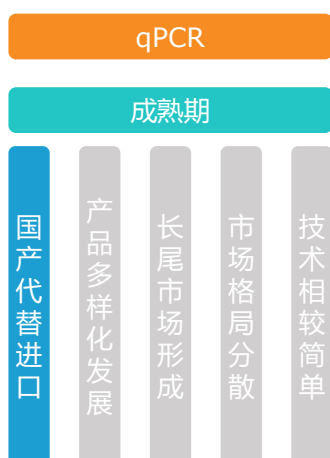 qPCR
成熟期
国产代替进口
产品多样化发展
长尾市场形成
市场格局分散
技术相较简单